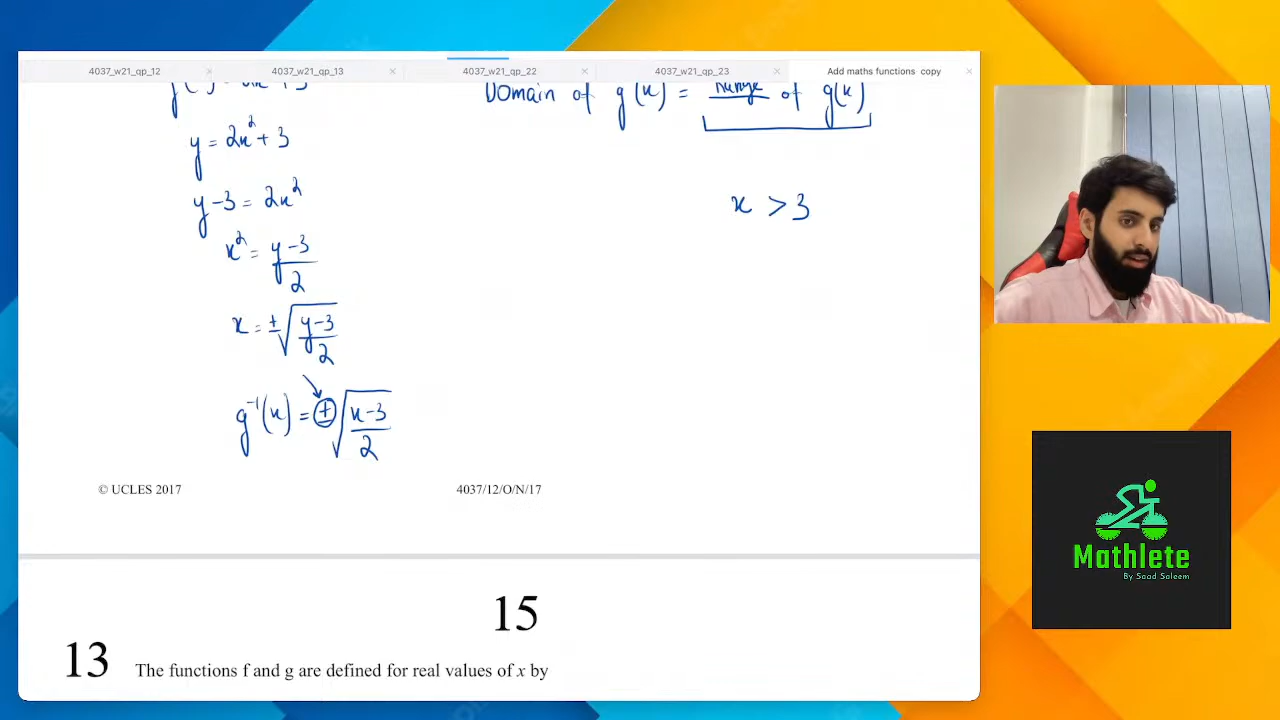 4037_w21_qp_12 × 4037_w21_qp_13 × 4037_w21_qp_22 × 4037_w21_qp_23 × Add maths functions copy ×
Domain of g(x) = Range of g(x)
y = 2x² + 3
y-3 = 2x²
x² = y-3/2
x = ±√(y-3/2)
g⁻¹(x) = ±√(x-3/2)
x > 3
© UCLES 2017 4037/12/O/N/17
15
13 The functions f and g are defined for real values of x by
Mathlete
By Saad Saleem